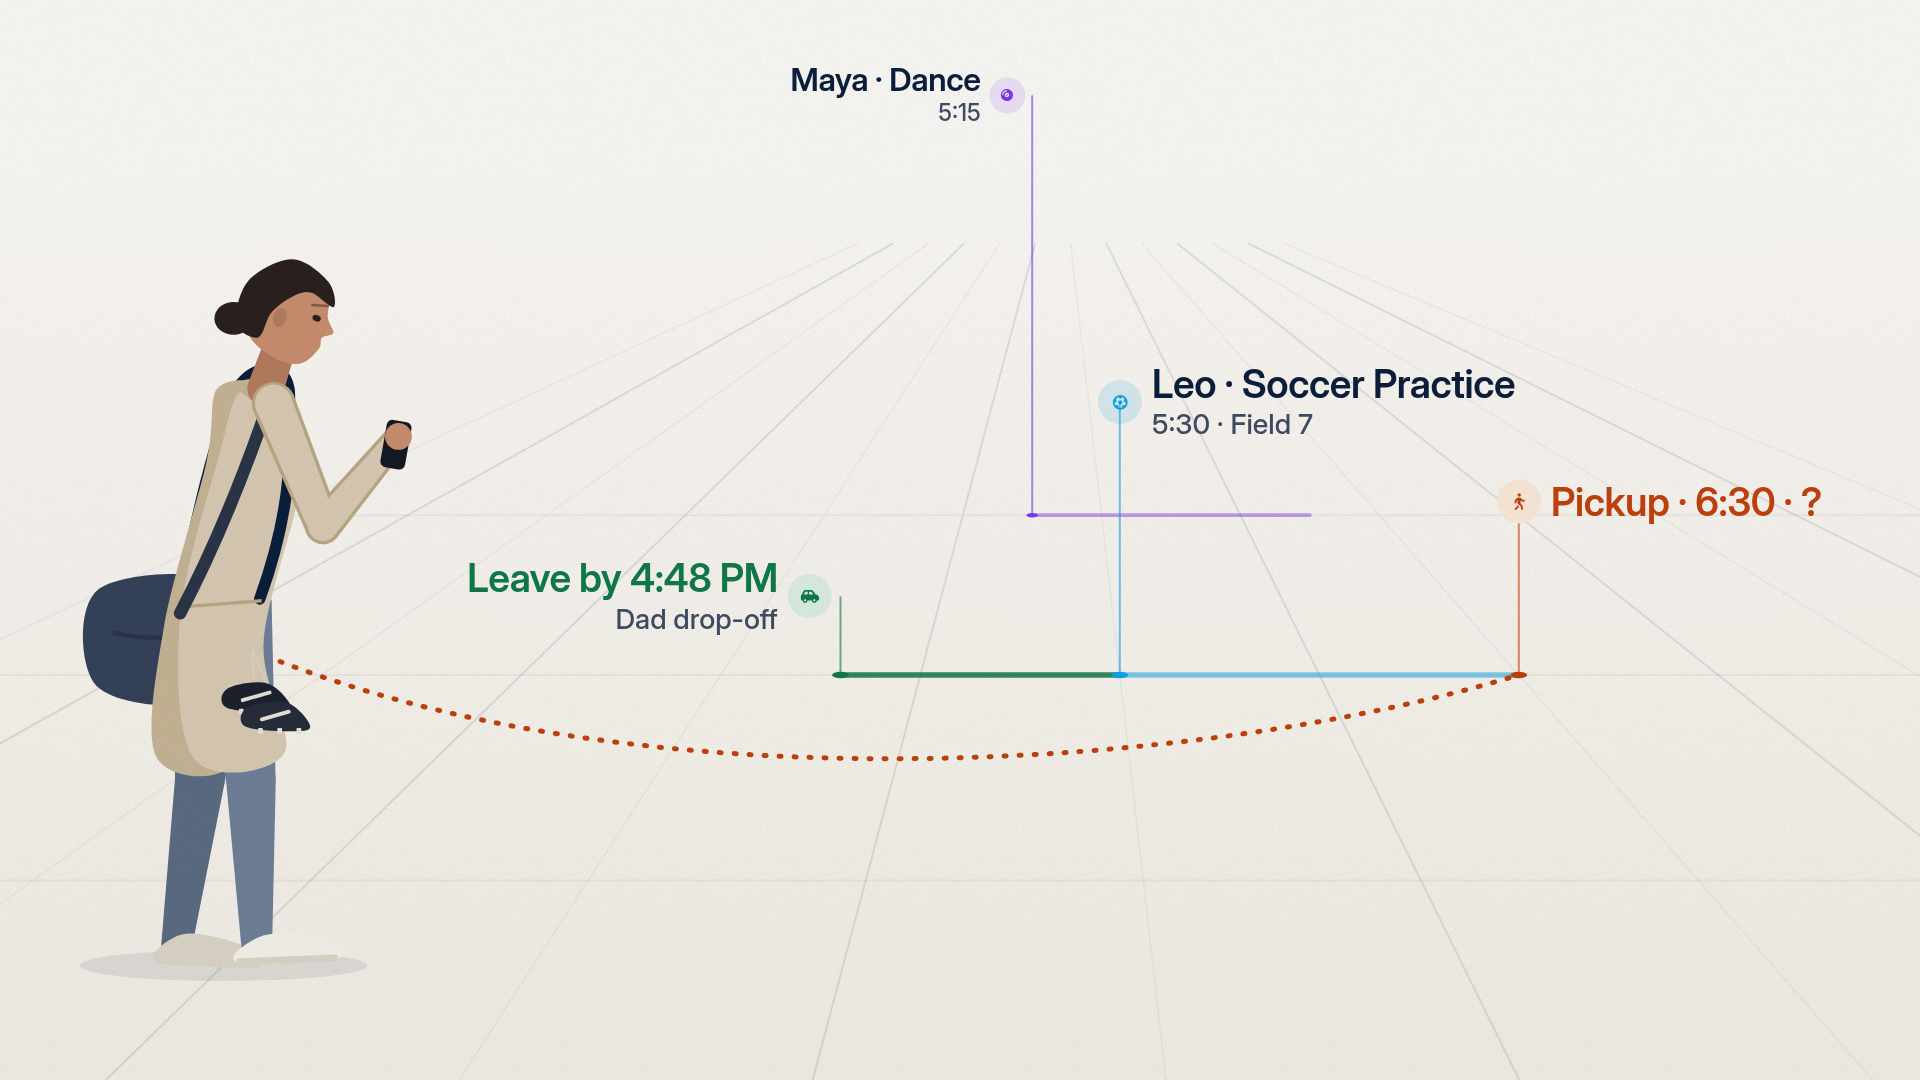 Maya · Dance
5:15
Leo · Soccer Practice
5:30 · Field 7
Pickup · 6:30 · ?
Leave by 4:48 PM
Dad drop-off